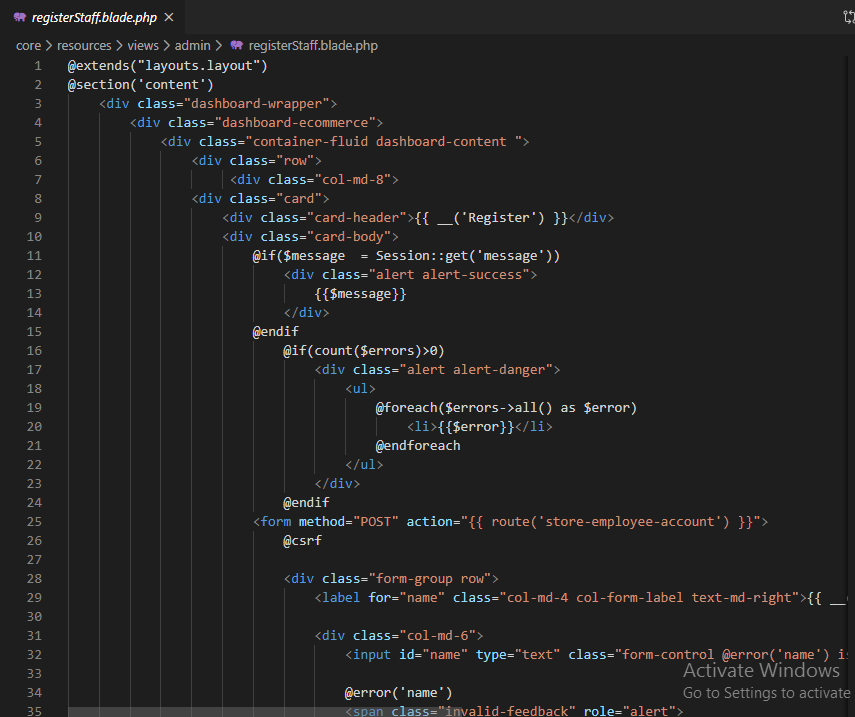 registerStaff.blade.php ×
core > resources > views > admin > registerStaff.blade.php
1 @extends("layouts.layout")
2 @section('content')
3 <div class="dashboard-wrapper">
4 <div class="dashboard-ecommerce">
5 <div class="container-fluid dashboard-content ">
6 <div class="row">
7 <div class="col-md-8">
8 <div class="card">
9 <div class="card-header">{{ __('Register') }}</div>
10 <div class="card-body">
11 @if($message  = Session::get('message'))
12 <div class="alert alert-success">
13 {{$message}}
14 </div>
15 @endif
16 @if(count($errors)>0)
17 <div class="alert alert-danger">
18 <ul>
19 @foreach($errors->all() as $error)
20 <li>{{$error}}</li>
21 @endforeach
22 </ul>
23 </div>
24 @endif
25 <form method="POST" action="{{ route('store-employee-account') }}">
26 @csrf
27
28 <div class="form-group row">
29 <label for="name" class="col-md-4 col-form-label text-md-right">{{ __
30
31 <div class="col-md-6">
32 <input id="name" type="text" class="form-control @error('name') is
33
34 @error('name')
35 <span class="invalid-feedback" role="alert">
Activate Windows
Go to Settings to activate